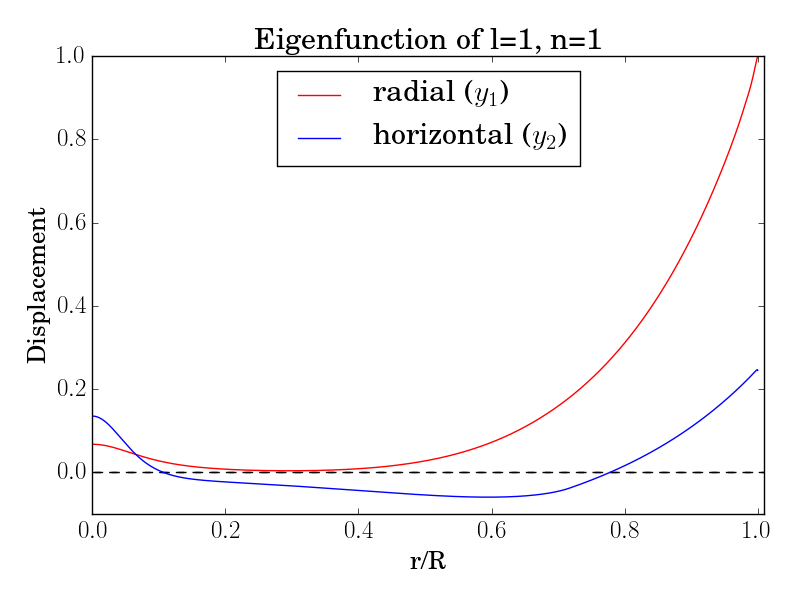 Eigenfunction of l=1, n=1
radial (y₁)
horizontal (y₂)
Displacement
1.0
0.8
0.6
0.4
0.2
0.0
0.0 0.2 0.4 0.6 0.8 1.0
r/R